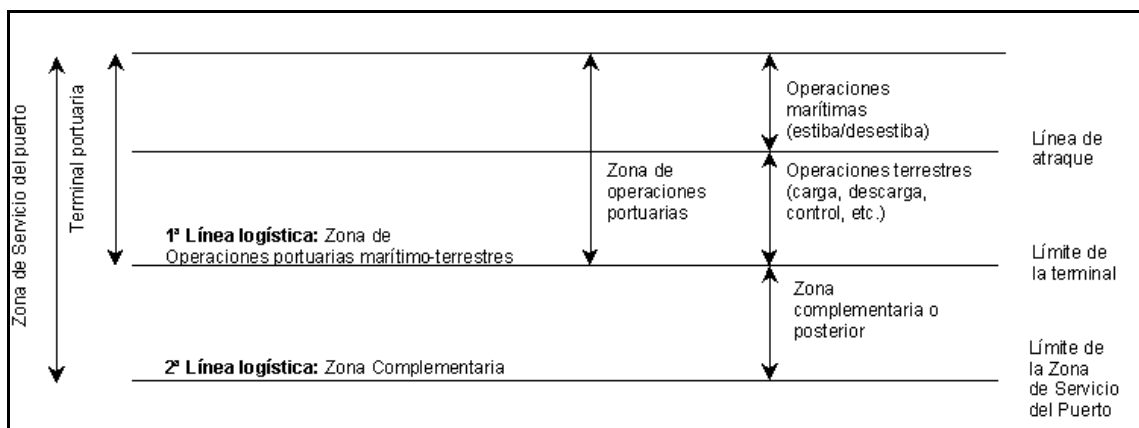 Zona de Servicio del puerto
Terminal portuaria
Operaciones
marítimas
(estiba/desestiba)
Línea de
atraque
Zona de
operaciones
portuarias
Operaciones terrestres
(carga, descarga,
control, etc.)
1ª Línea logística: Zona de
Operaciones portuarias marítimo-terrestres
Límite de
la terminal
Zona
complementaria o
posterior
2ª Línea logística: Zona Complementaria
Límite de
la Zona
de Servicio
del Puerto